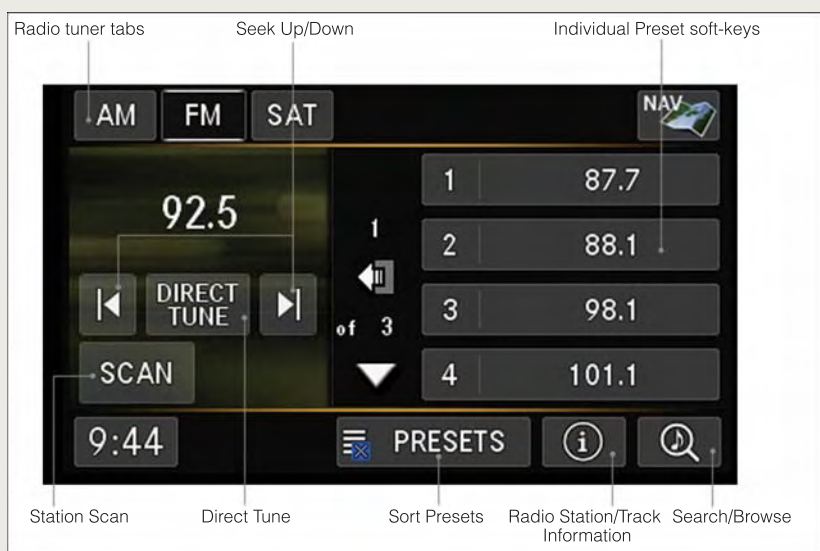 Radio tuner tabs
Seek Up/Down
Individual Preset soft-keys
AM
FM
SAT
NAV
92.5
1
of 3
1 87.7
2 88.1
3 98.1
4 101.1
DIRECT
TUNE
SCAN
9:44
PRESETS
i
Station Scan
Direct Tune
Sort Presets
Radio Station/Track
Information
Search/Browse